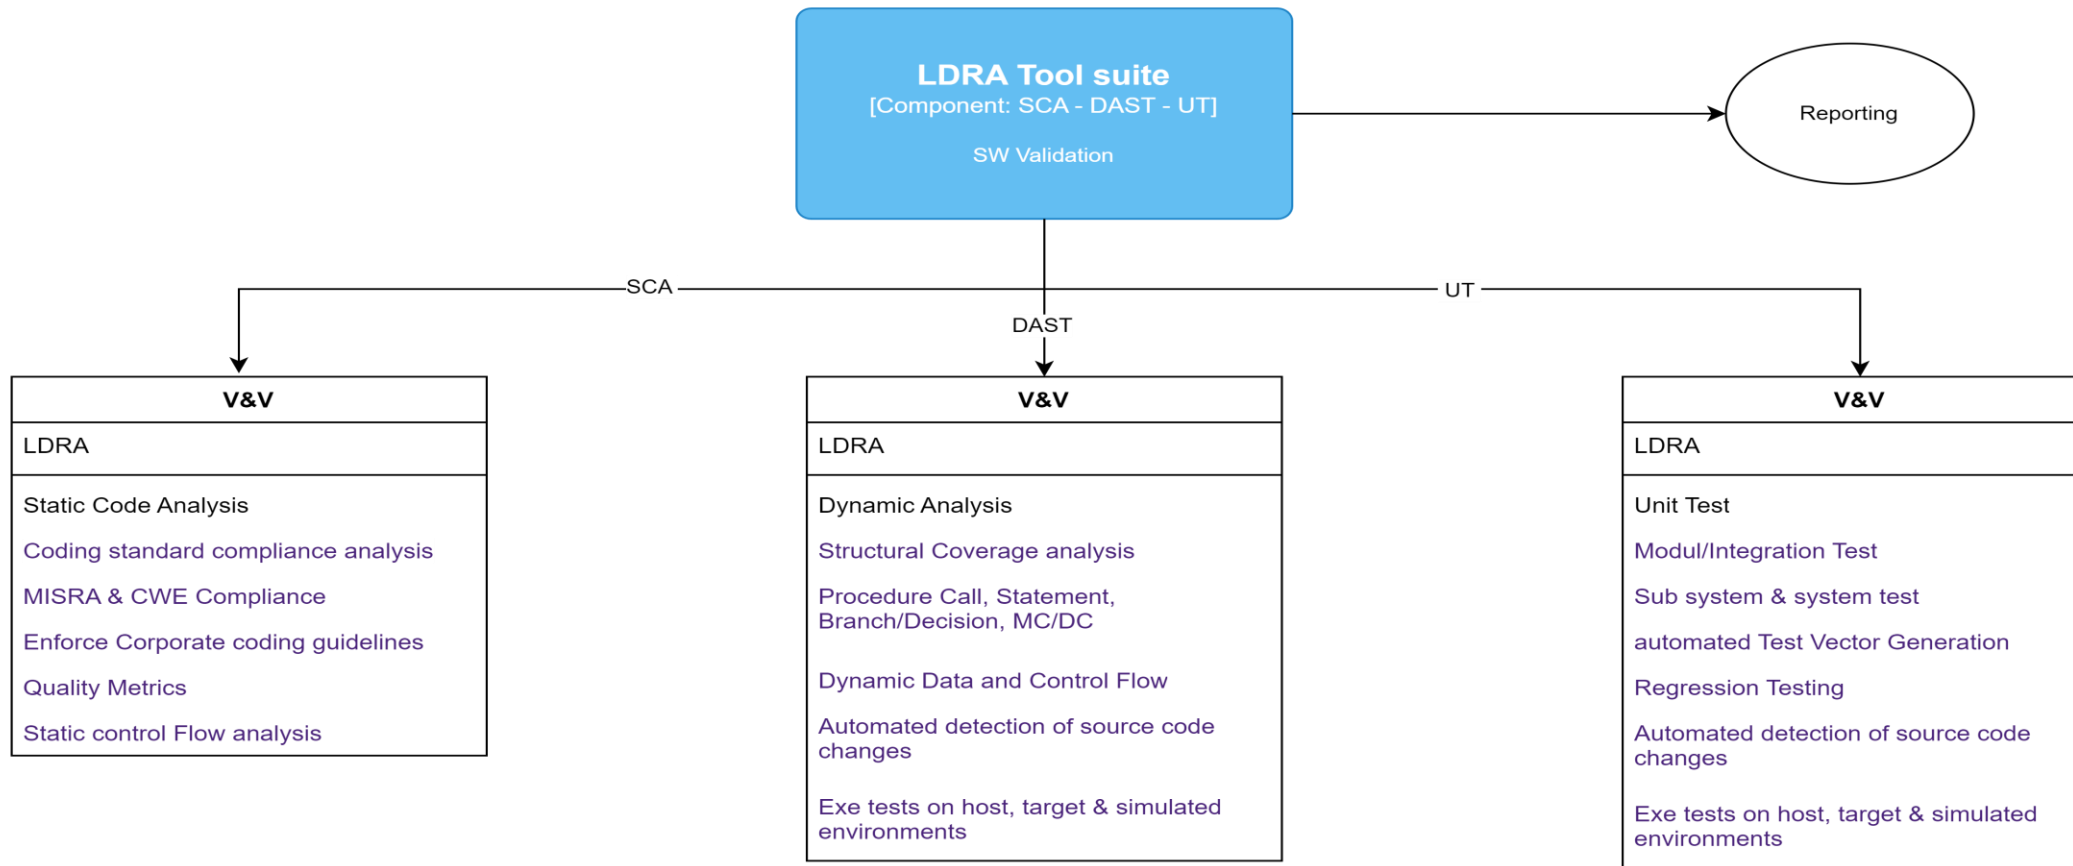 LDRA Tool suite
[Component: SCA - DAST - UT]
SW Validation
Reporting
SCA
UT
DAST
V&V
LDRA
Static Code Analysis
Coding standard compliance analysis
MISRA & CWE Compliance
Enforce Corporate coding guidelines
Quality Metrics
Static control Flow analysis
V&V
LDRA
Dynamic Analysis
Structural Coverage analysis
Procedure Call, Statement,
Branch/Decision, MC/DC
Dynamic Data and Control Flow
Automated detection of source code
changes
Exe tests on host, target & simulated
environments
V&V
LDRA
Unit Test
Modul/Integration Test
Sub system & system test
automated Test Vector Generation
Regression Testing
Automated detection of source code
changes
Exe tests on host, target & simulated
environments